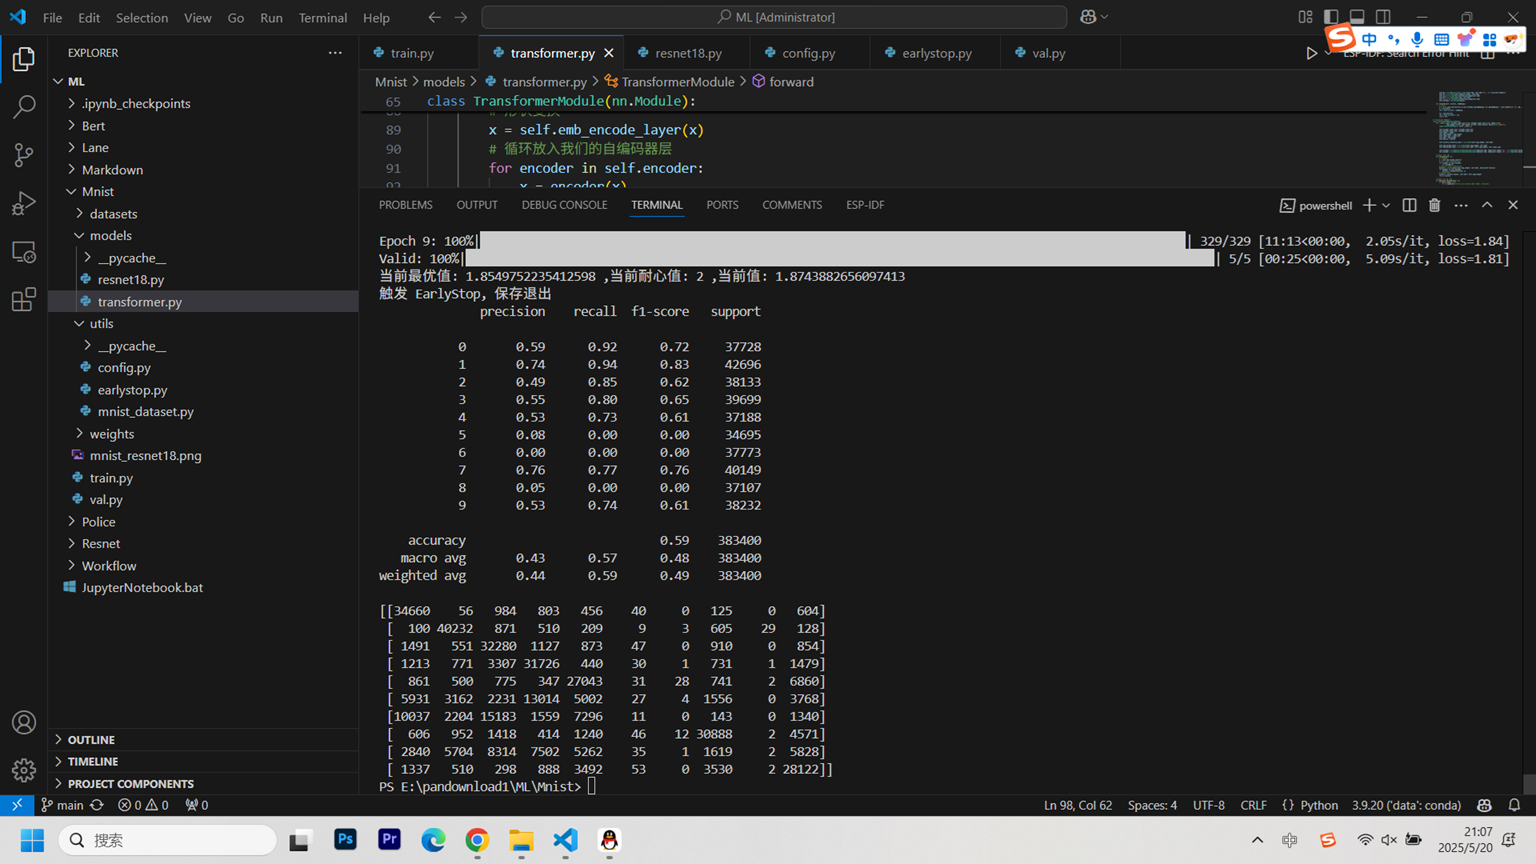 File Edit Selection View Go Run Terminal Help
ML [Administrator]
EXPLORER
train.py
transformer.py
resnet18.py
config.py
earlystop.py
val.py
中
ML
Mnist > models > transformer.py > TransformerModule > forward
.ipynb_checkpoints
Bert
Lane
Markdown
Mnist
datasets
models
__pycache__
resnet18.py
transformer.py
utils
__pycache__
config.py
earlystop.py
mnist_dataset.py
weights
mnist_resnet18.png
train.py
val.py
Police
Resnet
Workflow
JupyterNotebook.bat
OUTLINE
TIMELINE
PROJECT COMPONENTS
65 class TransformerModule(nn.Module):
89 x = self.emb_encode_layer(x)
90 # 循环放入我们的自编码器层
91 for encoder in self.encoder:
92 x = encoder(x)
PROBLEMS OUTPUT DEBUG CONSOLE TERMINAL PORTS COMMENTS ESP-IDF
powershell
Epoch 9: 100%| | 329/329 [11:13<00:00, 2.05s/it, loss=1.84]
Valid: 100%| | 5/5 [00:25<00:00, 5.09s/it, loss=1.81]
当前最优值: 1.8549752235412598 ,当前耐心值: 2 ,当前值: 1.8743882656097413
触发 EarlyStop, 保存退出
precision recall f1-score support
0 0.59 0.92 0.72 37728
1 0.74 0.94 0.83 42696
2 0.49 0.85 0.62 38133
3 0.55 0.80 0.65 39699
4 0.53 0.73 0.61 37188
5 0.08 0.00 0.00 34695
6 0.00 0.00 0.00 37773
7 0.76 0.77 0.76 40149
8 0.05 0.00 0.00 37107
9 0.53 0.74 0.61 38232
accuracy 0.59 383400
macro avg 0.43 0.57 0.48 383400
weighted avg 0.44 0.59 0.49 383400
[[34660 56 984 803 456 40 0 125 0 604]
[ 100 40232 871 510 209 9 3 605 29 128]
[ 1491 551 32280 1127 873 47 0 910 0 854]
[ 1213 771 3307 31726 440 30 1 731 1 1479]
[ 861 500 775 347 27043 31 28 741 2 6860]
[ 5931 3162 2231 13014 5002 27 4 1556 0 3768]
[10037 2204 15183 1559 7296 11 0 143 0 1340]
[ 606 952 1418 414 1240 46 12 30888 2 4571]
[ 2840 5704 8314 7502 5262 35 1 1619 2 5828]
[ 1337 510 298 888 3492 53 0 3530 2 28122]]
PS E:\pandownload1\ML\Mnist>
main 0 0 0
Ln 98, Col 62 Spaces: 4 UTF-8 CRLF {} Python 3.9.20 ('data': conda)
搜索
Ps
Pr
21:07
2025/5/20